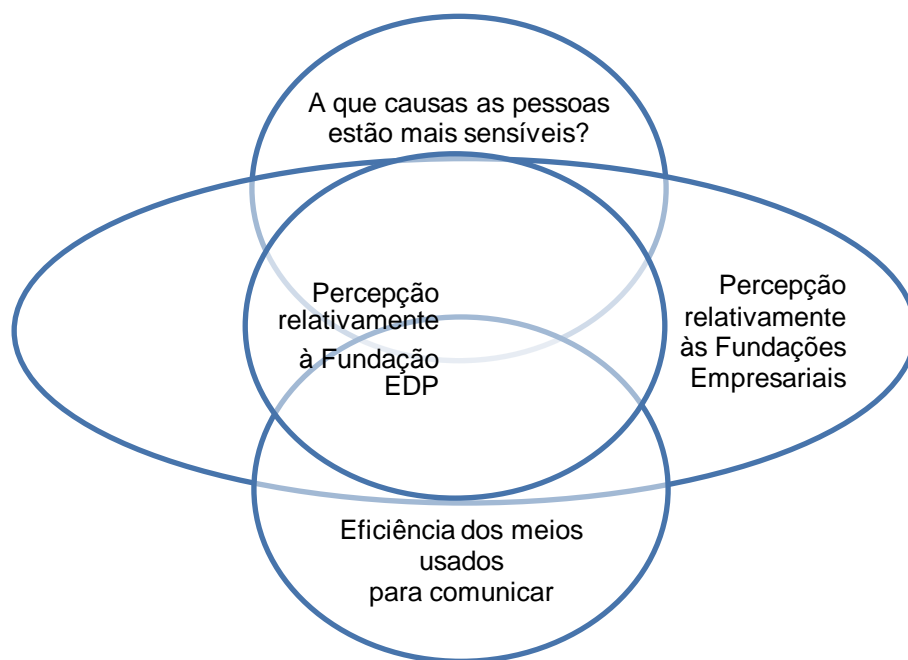 A que causas as pessoas
estão mais sensíveis?
Percepção
relativamente
à Fundação
EDP
Percepção
relativamente
às Fundações
Empresariais
Eficiência dos meios
usados
para comunicar